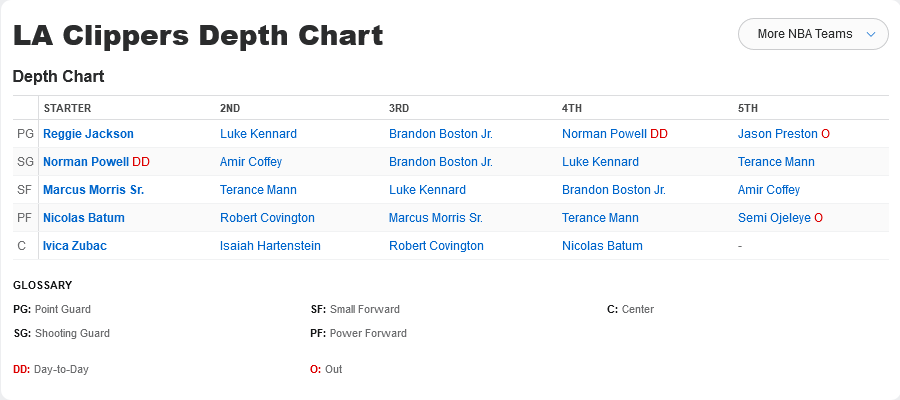 LA Clippers Depth Chart
More NBA Teams
Depth Chart
STARTER 2ND 3RD 4TH 5TH
PG Reggie Jackson Luke Kennard Brandon Boston Jr. Norman Powell DD Jason Preston O
SG Norman Powell DD Amir Coffey Brandon Boston Jr. Luke Kennard Terance Mann
SF Marcus Morris Sr. Terance Mann Luke Kennard Brandon Boston Jr. Amir Coffey
PF Nicolas Batum Robert Covington Marcus Morris Sr. Terance Mann Semi Ojeleye O
C Ivica Zubac Isaiah Hartenstein Robert Covington Nicolas Batum -
GLOSSARY
PG: Point Guard SF: Small Forward C: Center
SG: Shooting Guard PF: Power Forward
DD: Day-to-Day O: Out